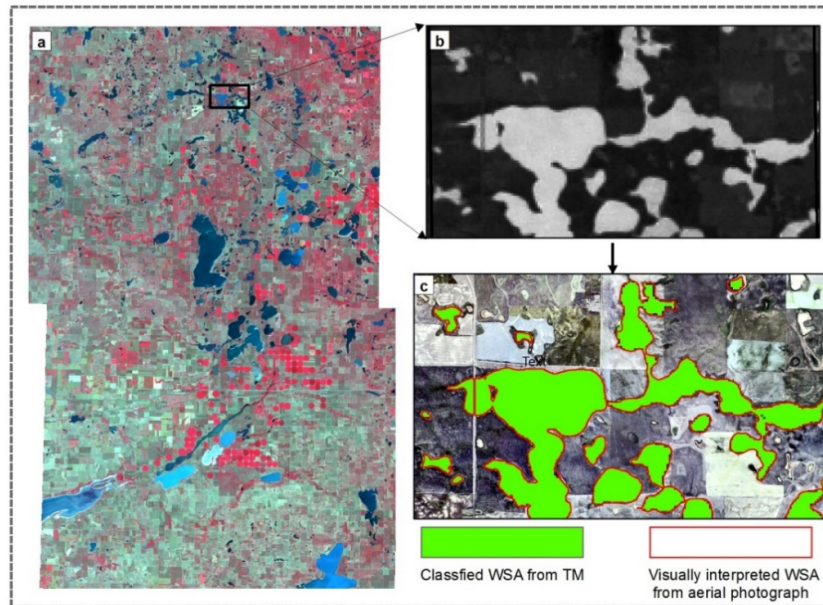 a
b
c
Text
Classfied WSA from TM
Visually interpreted WSA
from aerial photograph